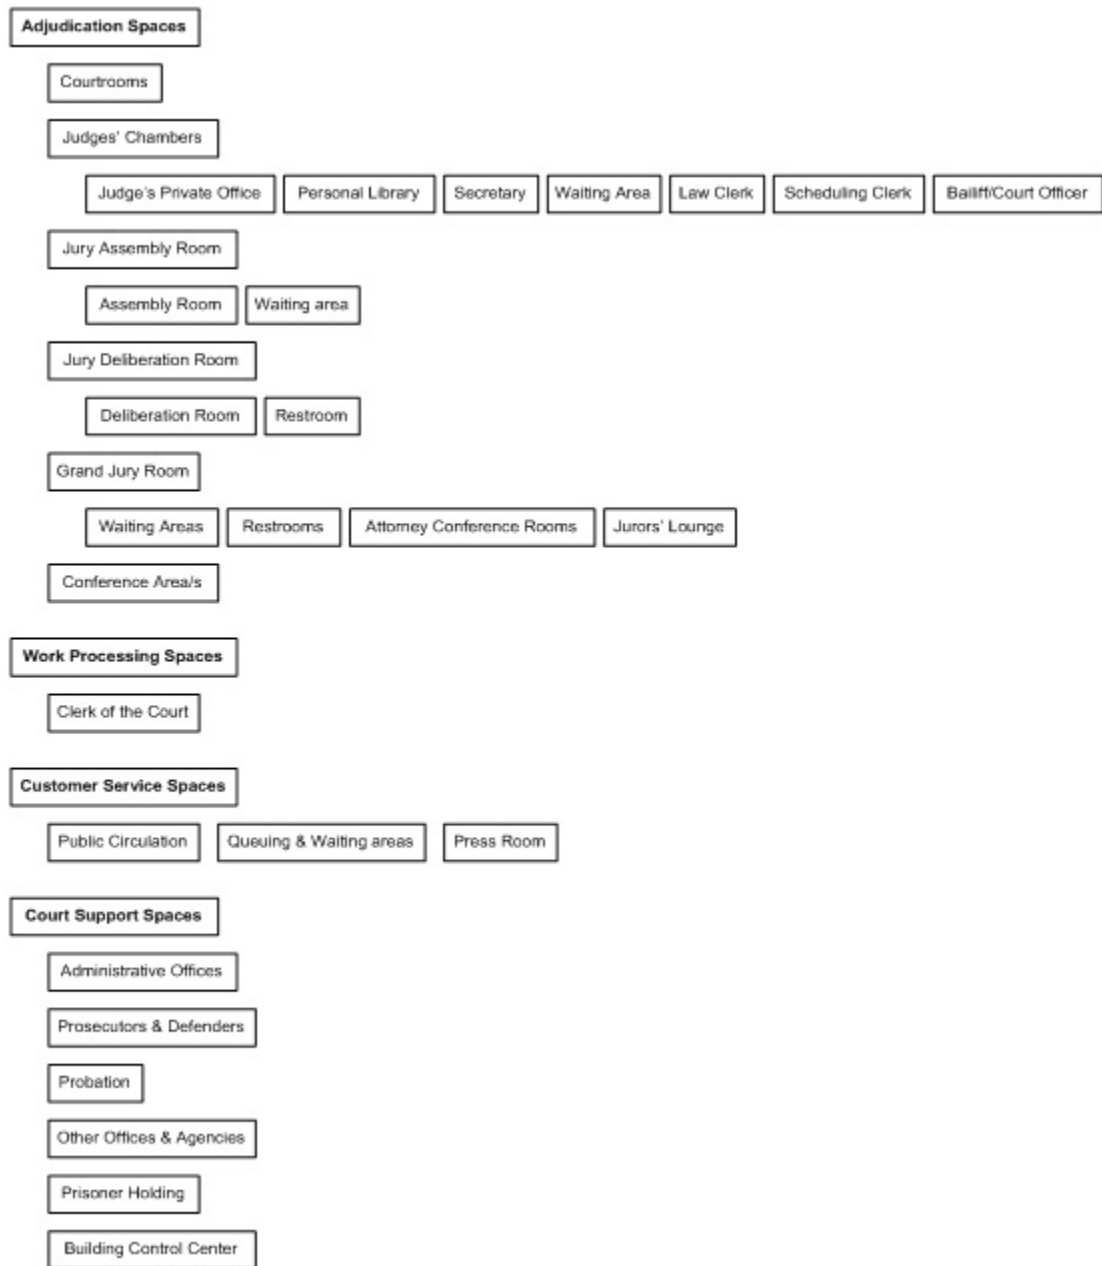 Adjudication Spaces
Courtrooms
Judges' Chambers
Judge's Private Office Personal Library Secretary Waiting Area Law Clerk Scheduling Clerk Bailiff/Court Officer
Jury Assembly Room
Assembly Room Waiting area
Jury Deliberation Room
Deliberation Room Restroom
Grand Jury Room
Waiting Areas Restrooms Attorney Conference Rooms Jurors' Lounge
Conference Area/s
Work Processing Spaces
Clerk of the Court
Customer Service Spaces
Public Circulation Queuing & Waiting areas Press Room
Court Support Spaces
Administrative Offices
Prosecutors & Defenders
Probation
Other Offices & Agencies
Prisoner Holding
Building Control Center